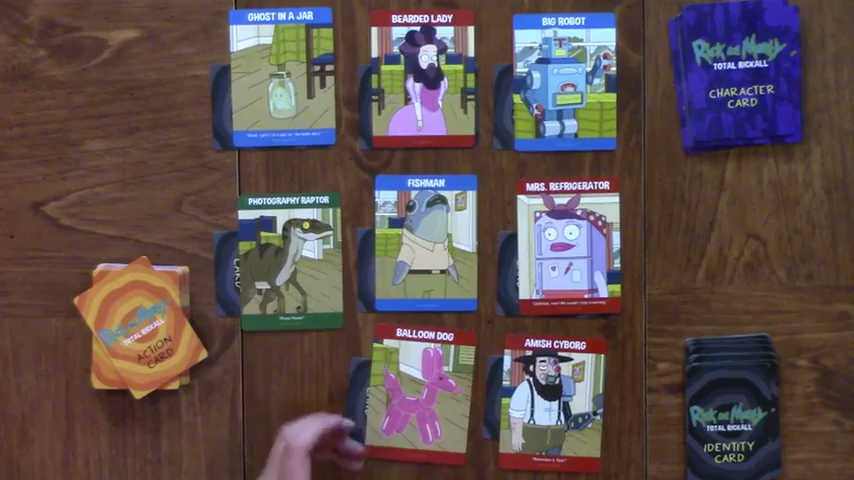 GHOST IN A JAR
BEARDED LADY
BIG ROBOT
Rick and Morty
TOTAL RICKALL
CHARACTER
CARD
PHOTOGRAPHY RAPTOR
FISHMAN
MRS. REFRIGERATOR
CARD
Rick and Morty
TOTAL RICKALL
ACTION
CARD
BALLOON DOG
AMISH CYBORG
Rick and Morty
TOTAL RICKALL
IDENTITY
CARD